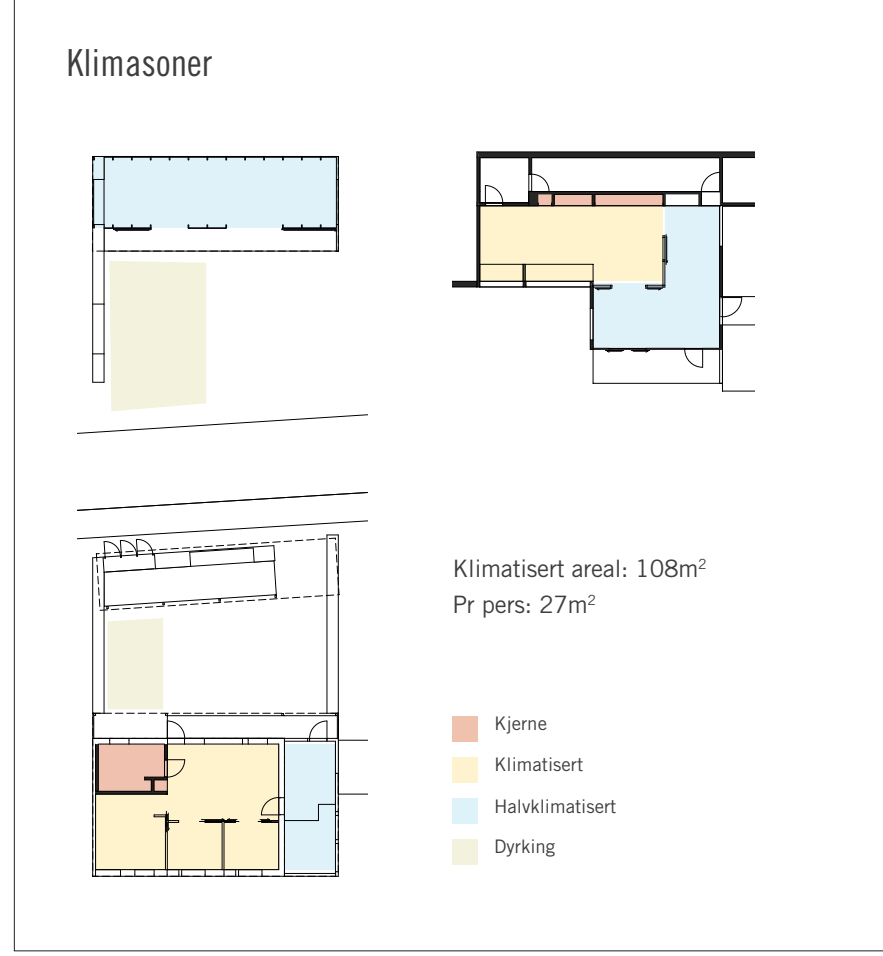 Klimasoner
Klimatisert areal: 108m²
Pr pers: 27m²
Kjerne
Klimatisert
Halvklimatisert
Dyrking